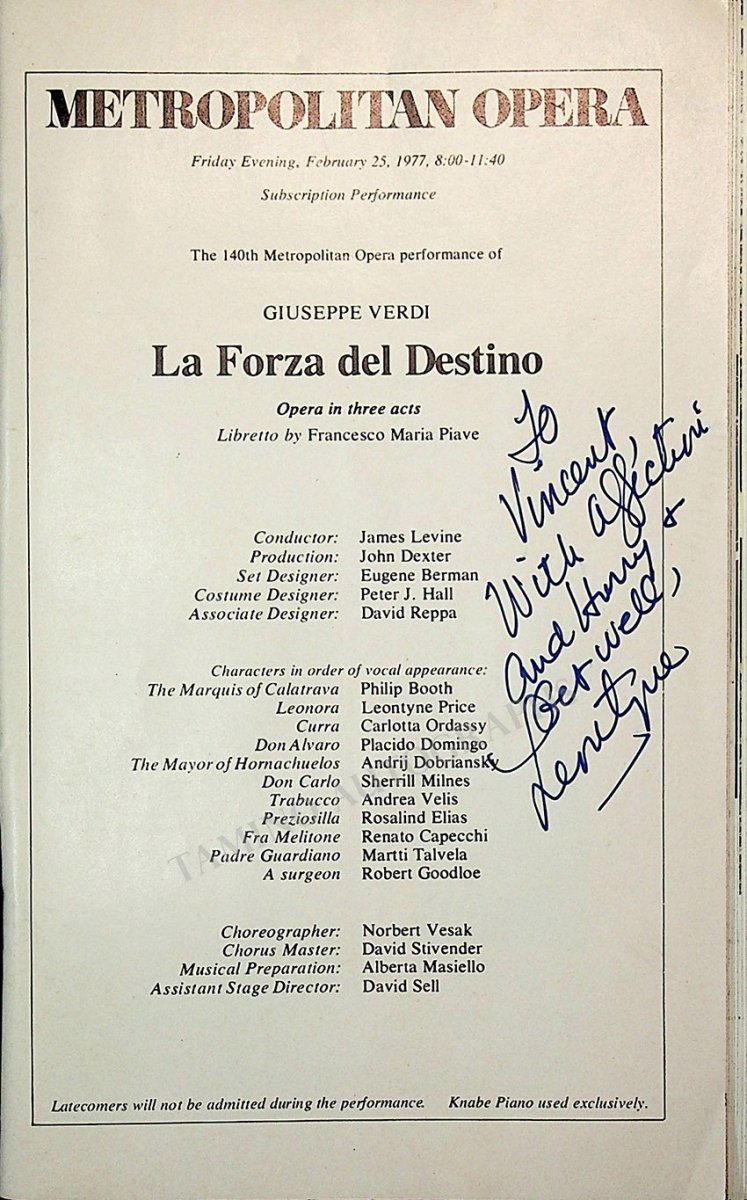 METROPOLITAN OPERA
Friday Evening, February 25, 1977, 8:00-11:40
Subscription Performance
The 140th Metropolitan Opera performance of
GIUSEPPE VERDI
La Forza del Destino
Opera in three acts
Libretto by Francesco Maria Piave
Conductor: James Levine
Production: John Dexter
Set Designer: Eugene Berman
Costume Designer: Peter J. Hall
Associate Designer: David Reppa
Characters in order of vocal appearance:
The Marquis of Calatrava Philip Booth
Leonora Leontyne Price
Curra Carlotta Ordassy
Don Alvaro Placido Domingo
The Mayor of Hornachuelos Andrij Dobriansky
Don Carlo Sherrill Milnes
Trabucco Andrea Velis
Preziosilla Rosalind Elias
Fra Melitone Renato Capecchi
Padre Guardiano Martti Talvela
A surgeon Robert Goodloe
Choreographer: Norbert Vesak
Chorus Master: David Stivender
Musical Preparation: Alberta Masiello
Assistant Stage Director: David Sell
Latecomers will not be admitted during the performance. Knabe Piano used exclusively.
To
Vincent,
With affection
and Hurry &
Get well,
Leontyne